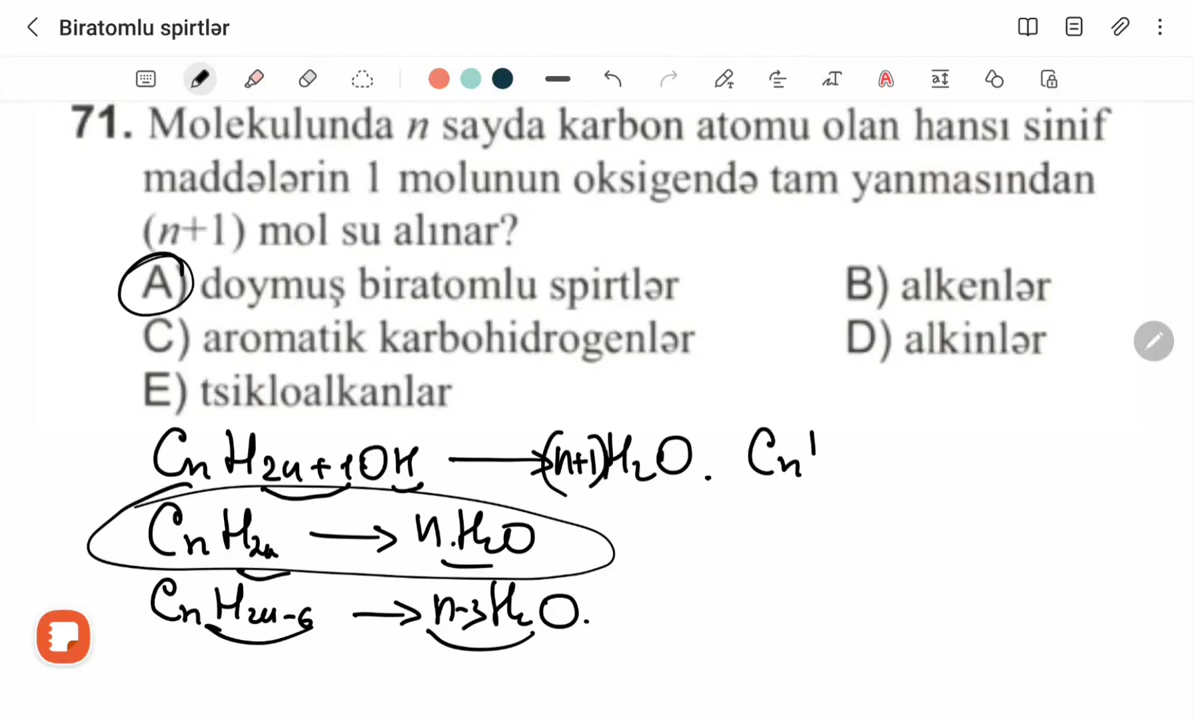 Biratomlu spirtlər
71. Molekulunda n sayda karbon atomu olan hansı sinif
maddələrin 1 molunun oksigendə tam yanmasından
(n+1) mol su alınar?
A) doymuş biratomlu spirtlər B) alkenlər
C) aromatik karbohidrogenlər D) alkinlər
E) tsikloalkanlar
CnH2n+1OH → (n+1)H2O. Cn
CnH2n → n.H2O
CnH2n-6 → n-3H2O.